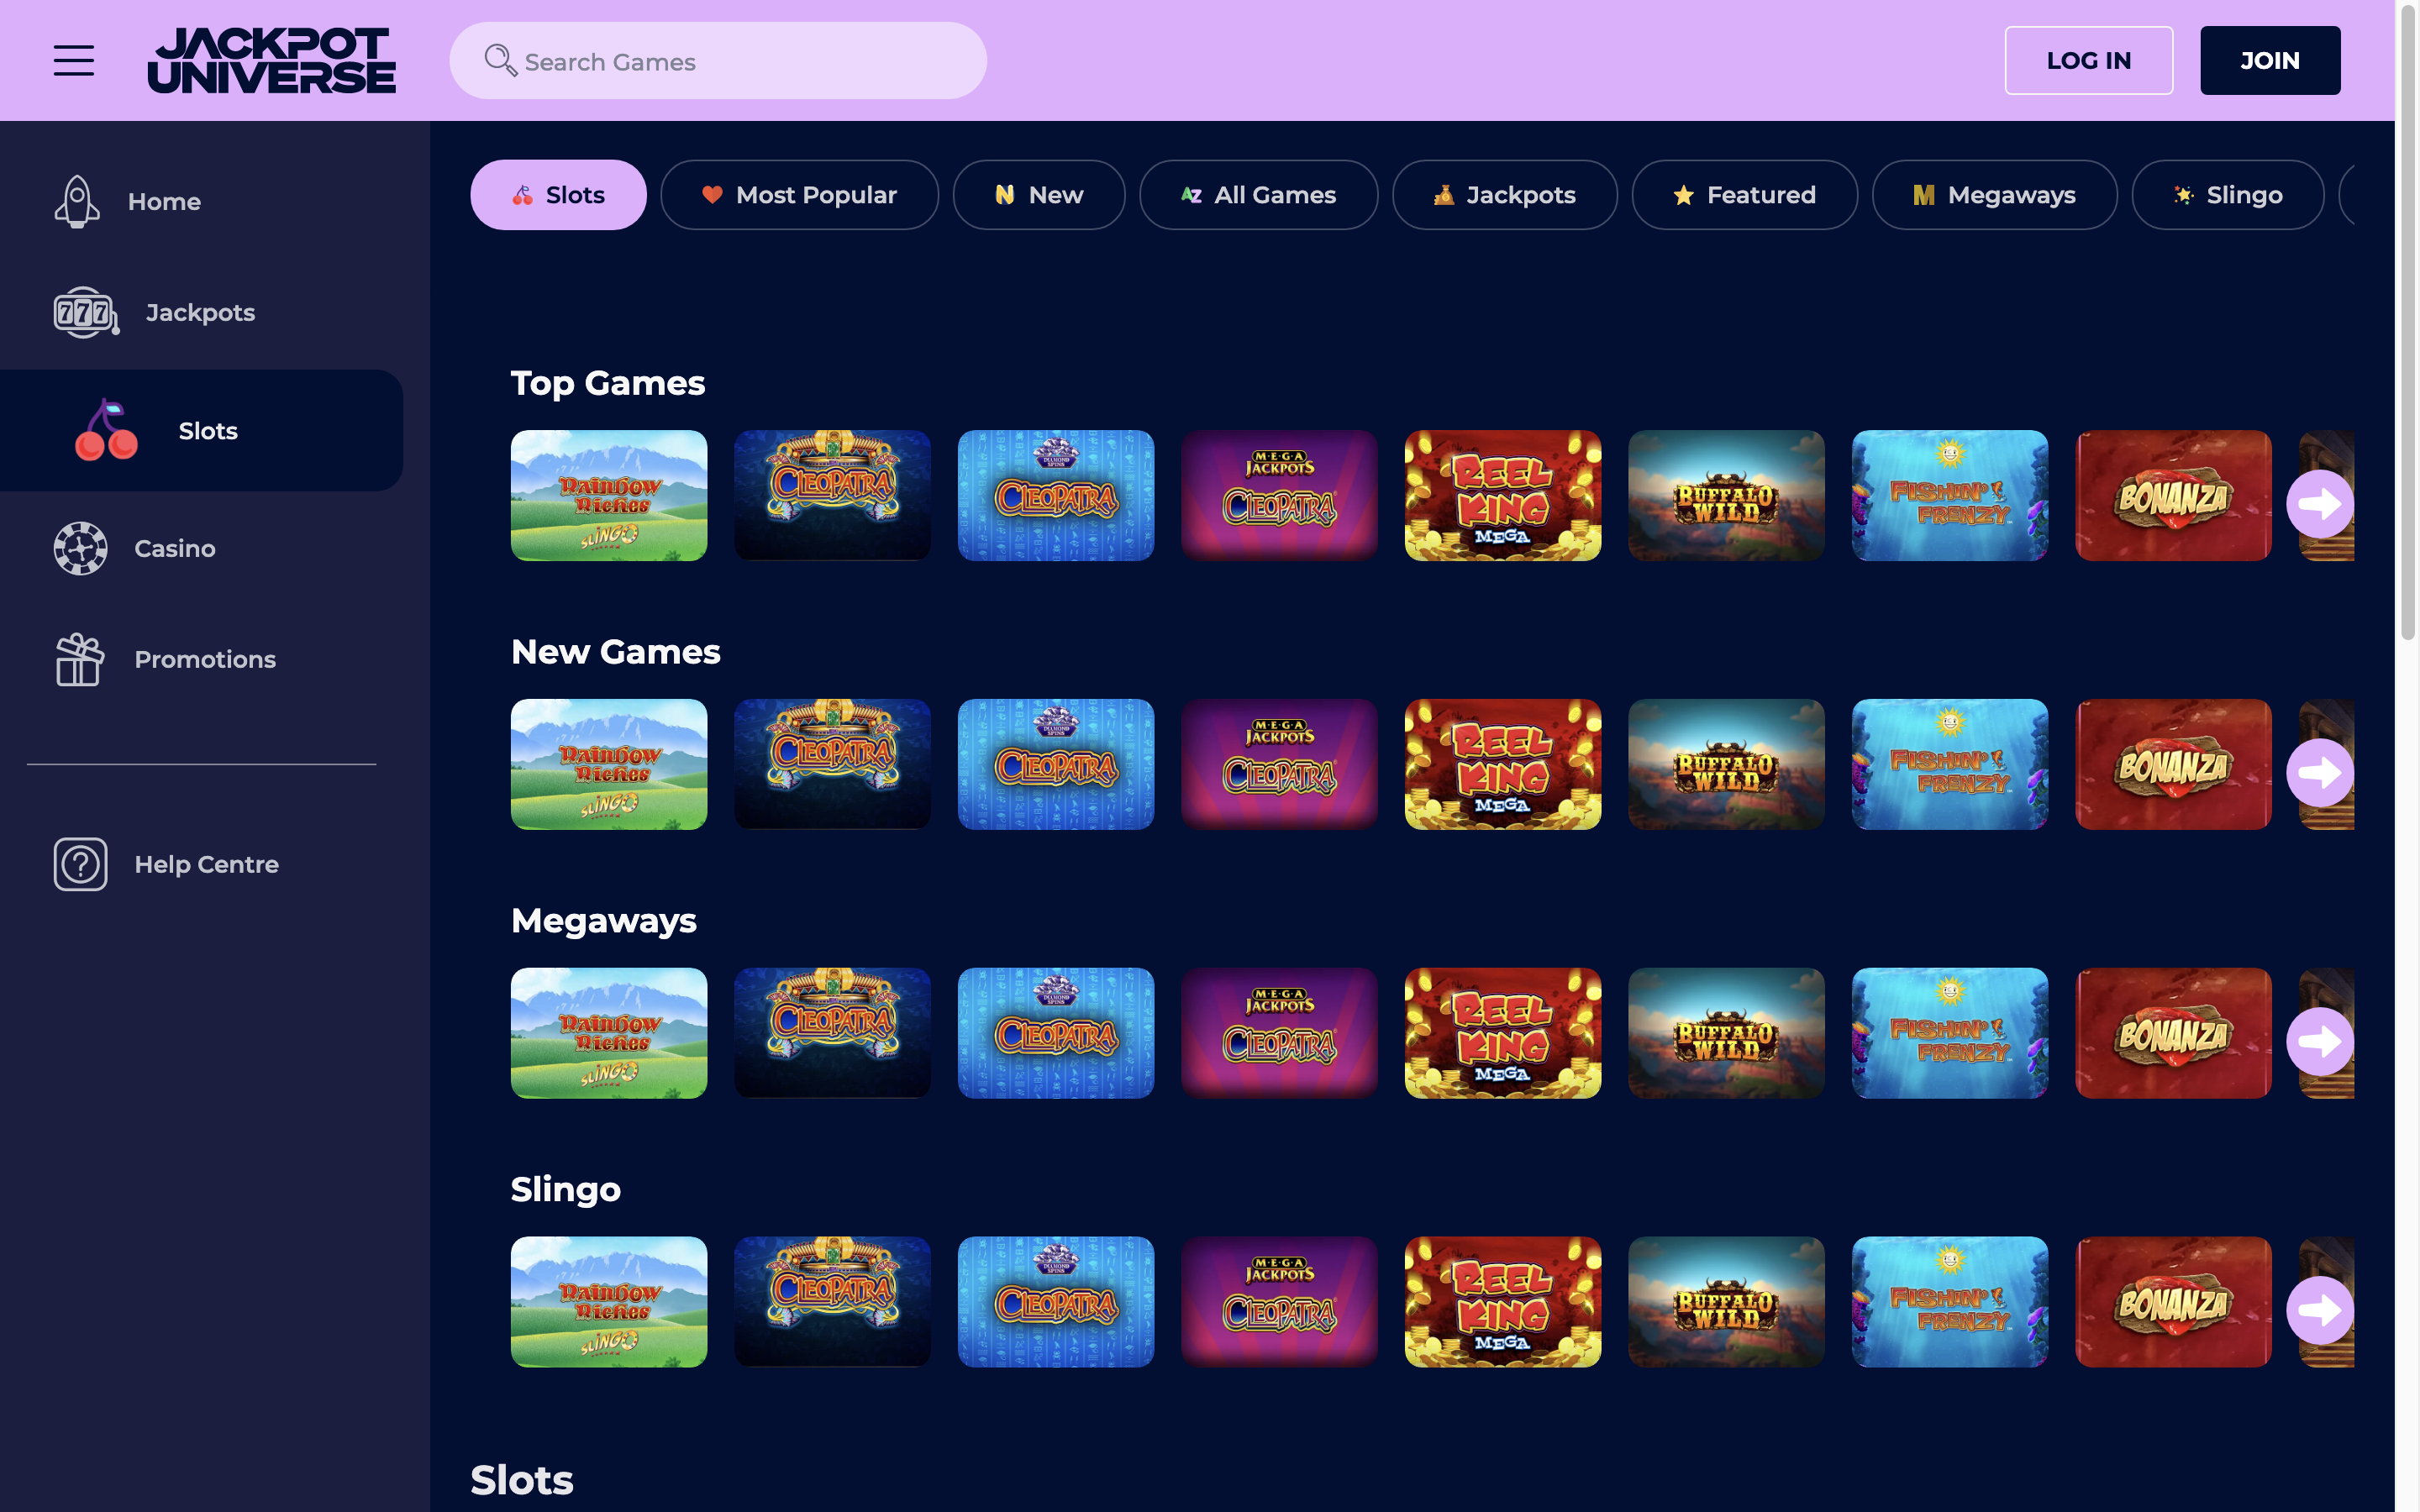 JACKPOT
UNIVERSE
Search Games
LOG IN
JOIN
Home
Jackpots
Slots
Casino
Promotions
Help Centre
Slots
Most Popular
N New
AZ All Games
Jackpots
Featured
M Megaways
Slingo
Top Games
Rainbow
Riches
SLINGO
CLEOPATRA
DIAMOND
SPINS
CLEOPATRA
MEGA
JACKPOTS
CLEOPATRA
REEL
KING
MEGA
BUFFALO
WILD
FISHIN'
FRENZY
BONANZA
New Games
Rainbow
Riches
SLINGO
CLEOPATRA
DIAMOND
SPINS
CLEOPATRA
MEGA
JACKPOTS
CLEOPATRA
REEL
KING
MEGA
BUFFALO
WILD
FISHIN'
FRENZY
BONANZA
Megaways
Rainbow
Riches
SLINGO
CLEOPATRA
DIAMOND
SPINS
CLEOPATRA
MEGA
JACKPOTS
CLEOPATRA
REEL
KING
MEGA
BUFFALO
WILD
FISHIN'
FRENZY
BONANZA
Slingo
Rainbow
Riches
SLINGO
CLEOPATRA
DIAMOND
SPINS
CLEOPATRA
MEGA
JACKPOTS
CLEOPATRA
REEL
KING
MEGA
BUFFALO
WILD
FISHIN'
FRENZY
BONANZA
Slots